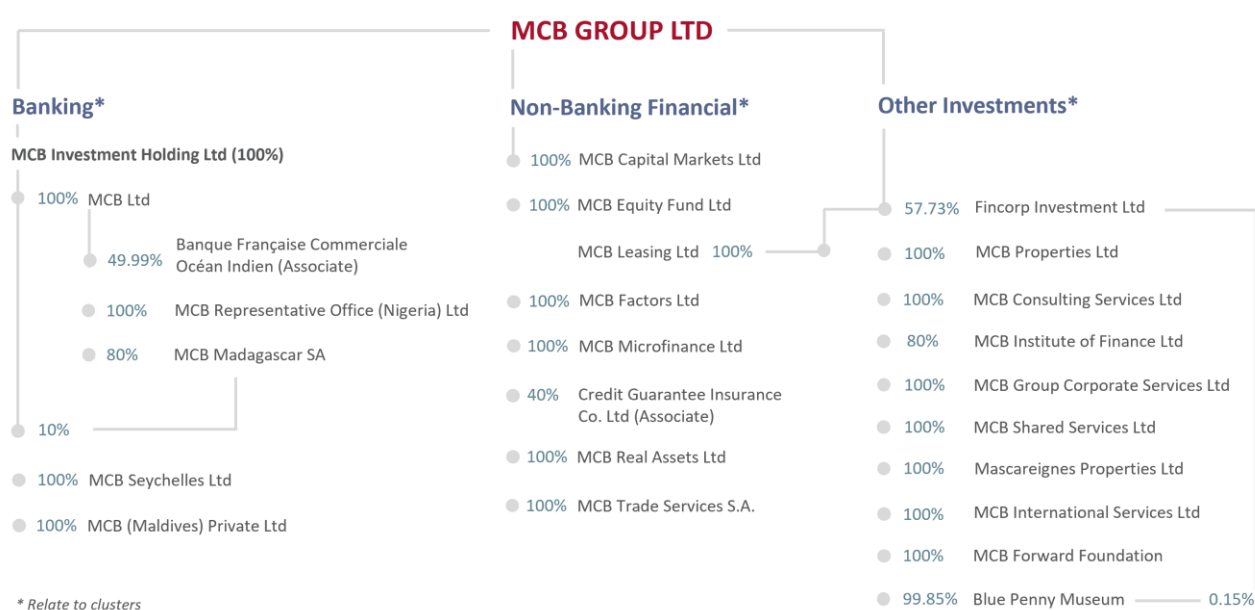 MCB GROUP LTD
Banking*
MCB Investment Holding Ltd (100%)
100% MCB Ltd
49.99% Banque Française Commerciale
Océan Indien (Associate)
100% MCB Representative Office (Nigeria) Ltd
80% MCB Madagascar SA
10%
100% MCB Seychelles Ltd
100% MCB (Maldives) Private Ltd
* Relate to clusters
Non-Banking Financial*
100% MCB Capital Markets Ltd
100% MCB Equity Fund Ltd
MCB Leasing Ltd 100%
100% MCB Factors Ltd
100% MCB Microfinance Ltd
40% Credit Guarantee Insurance
Co. Ltd (Associate)
100% MCB Real Assets Ltd
100% MCB Trade Services S.A.
Other Investments*
57.73% Fincorp Investment Ltd
100% MCB Properties Ltd
100% MCB Consulting Services Ltd
80% MCB Institute of Finance Ltd
100% MCB Group Corporate Services Ltd
100% MCB Shared Services Ltd
100% Mascareignes Properties Ltd
100% MCB International Services Ltd
100% MCB Forward Foundation
99.85% Blue Penny Museum 0.15%